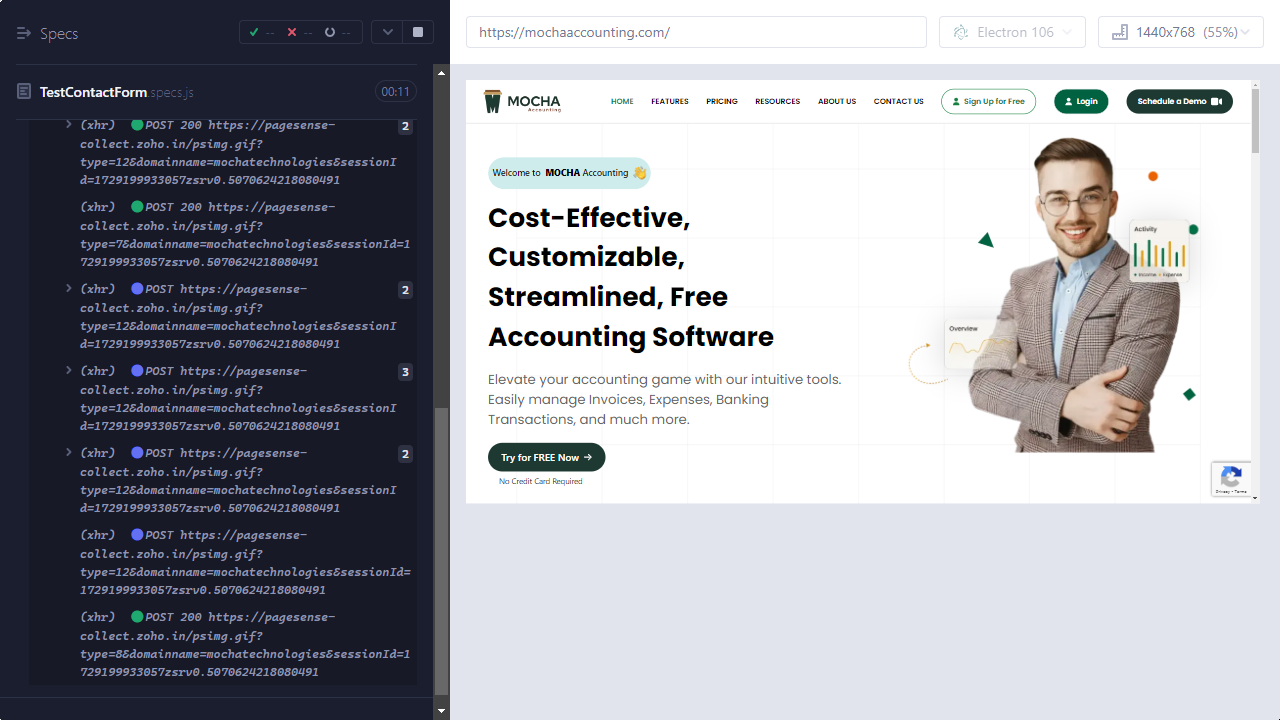 Specs
-- -- --
TestContactForm.specs.js 00:11
(xhr) POST 200 https://pagesense- 2
collect.zoho.in/psimg.gif?
type=12&domainname=mochatechnologies&sessionI
d=1729199933057zsrv0.5070624218080491
(xhr) POST 200 https://pagesense-
collect.zoho.in/psimg.gif?
type=7&domainname=mochatechnologies&sessionId=1
729199933057zsrv0.5070624218080491
(xhr) POST https://pagesense- 2
collect.zoho.in/psimg.gif?
type=12&domainname=mochatechnologies&sessionI
d=1729199933057zsrv0.5070624218080491
(xhr) POST https://pagesense- 3
collect.zoho.in/psimg.gif?
type=12&domainname=mochatechnologies&sessionI
d=1729199933057zsrv0.5070624218080491
(xhr) POST https://pagesense- 2
collect.zoho.in/psimg.gif?
type=12&domainname=mochatechnologies&sessionI
d=1729199933057zsrv0.5070624218080491
(xhr) POST https://pagesense-
collect.zoho.in/psimg.gif?
type=12&domainname=mochatechnologies&sessionId=
1729199933057zsrv0.5070624218080491
(xhr) POST 200 https://pagesense-
collect.zoho.in/psimg.gif?
type=8&domainname=mochatechnologies&sessionId=1
729199933057zsrv0.5070624218080491
https://mochaaccounting.com/
Electron 106
1440x768 (55%)
MOCHA
Accounting
HOME FEATURES PRICING RESOURCES ABOUT US CONTACT US Sign Up for Free Login Schedule a Demo
Welcome to MOCHA Accounting
Cost-Effective,
Customizable,
Streamlined, Free
Accounting Software
Elevate your accounting game with our intuitive tools.
Easily manage Invoices, Expenses, Banking
Transactions, and much more.
Try for FREE Now
No Credit Card Required
Activity
Income Expense
Overview
Privacy - Terms